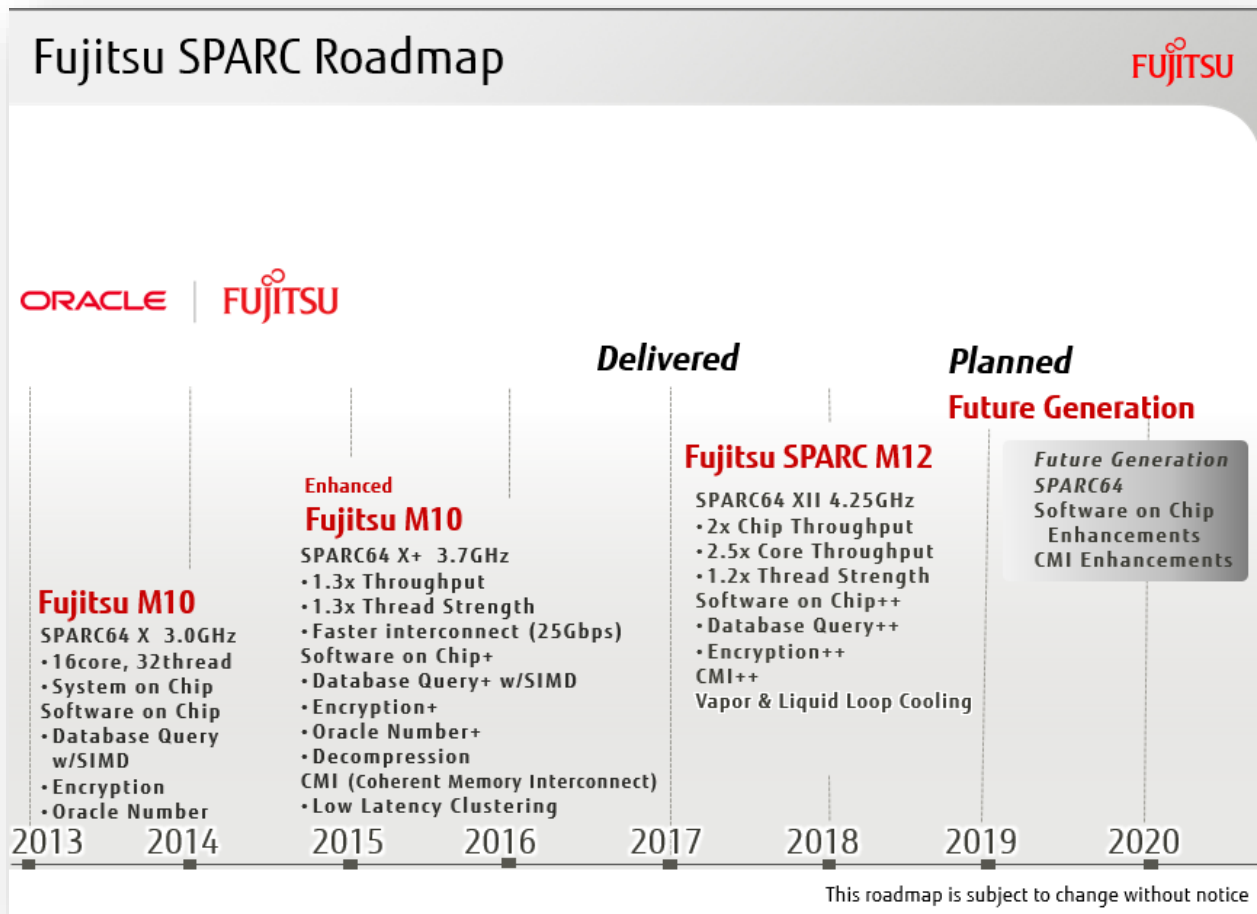 Fujitsu SPARC Roadmap
FUJITSU
ORACLE
FUJITSU
Delivered
Planned
Future Generation
Fujitsu M10
SPARC64 X 3.0GHz
•16core, 32thread
•System on Chip
Software on Chip
•Database Query
w/SIMD
•Encryption
•Oracle Number
Enhanced
Fujitsu M10
SPARC64 X+ 3.7GHz
•1.3x Throughput
•1.3x Thread Strength
•Faster interconnect (25Gbps)
Software on Chip+
•Database Query+ w/SIMD
•Encryption+
•Oracle Number+
•Decompression
CMI (Coherent Memory Interconnect)
•Low Latency Clustering
Fujitsu SPARC M12
SPARC64 XII 4.25GHz
•2x Chip Throughput
•2.5x Core Throughput
•1.2x Thread Strength
Software on Chip++
•Database Query++
•Encryption++
CMI++
Vapor & Liquid Loop Cooling
Future Generation
SPARC64
Software on Chip
Enhancements
CMI Enhancements
2013 2014 2015 2016 2017 2018 2019 2020
This roadmap is subject to change without notice